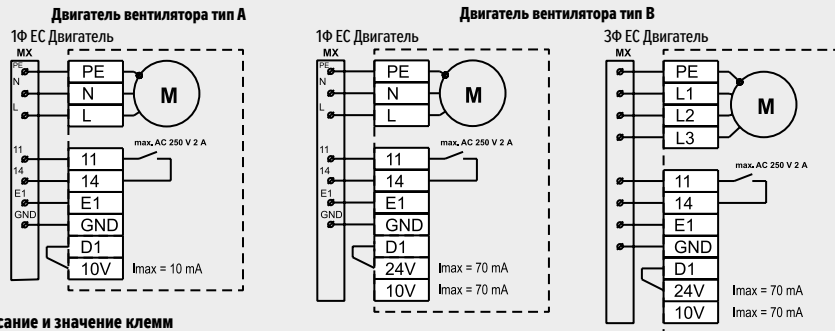 Двигатель вентилятора тип A
1Ф ЕС Двигатель
MX
PE
N
L
11
14
E1
GND
PE
N
L
M
max. AC 250 V 2 A
11
14
E1
GND
D1
10V
Imax = 10 mA
Двигатель вентилятора тип B
1Ф ЕС Двигатель
MX
PE
N
L
11
14
E1
GND
PE
N
L
M
max. AC 250 V 2 A
11
14
E1
GND
D1
24V
Imax = 70 mA
10V
Imax = 70 mA
3Ф ЕС Двигатель
MX
PE
L1
L2
L3
M
max. AC 250 V 2 A
11
14
E1
GND
D1
24V
Imax = 70 mA
10V
Imax = 70 mA
сание и значение клемм